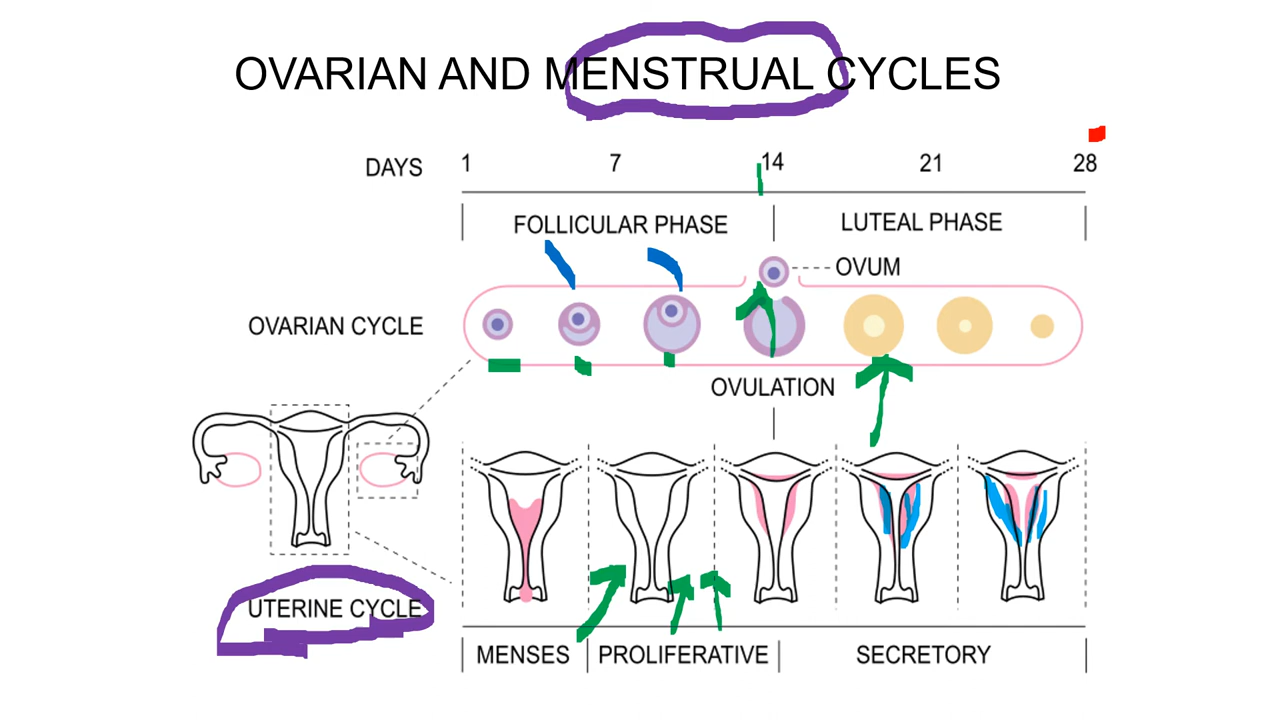 OVARIAN AND MENSTRUAL CYCLES
DAYS 1 7 14 21 28
FOLLICULAR PHASE LUTEAL PHASE
OVUM
OVARIAN CYCLE
OVULATION
UTERINE CYCLE
MENSES PROLIFERATIVE SECRETORY